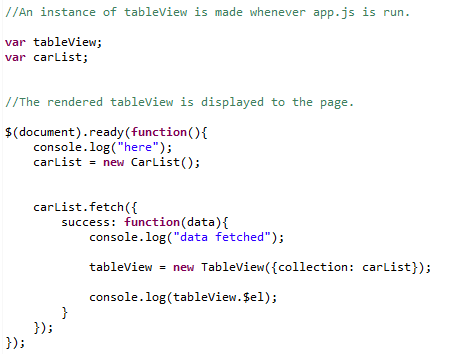 //An instance of tableView is made whenever app.js is run.
var tableView;
var carList;
//The rendered tableView is displayed to the page.
$(document).ready(function(){
    console.log("here");
    carList = new CarList();
    carList.fetch({
        success: function(data){
            console.log("data fetched");
            tableView = new TableView({collection: carList});
            console.log(tableView.$el);
        }
    });
});